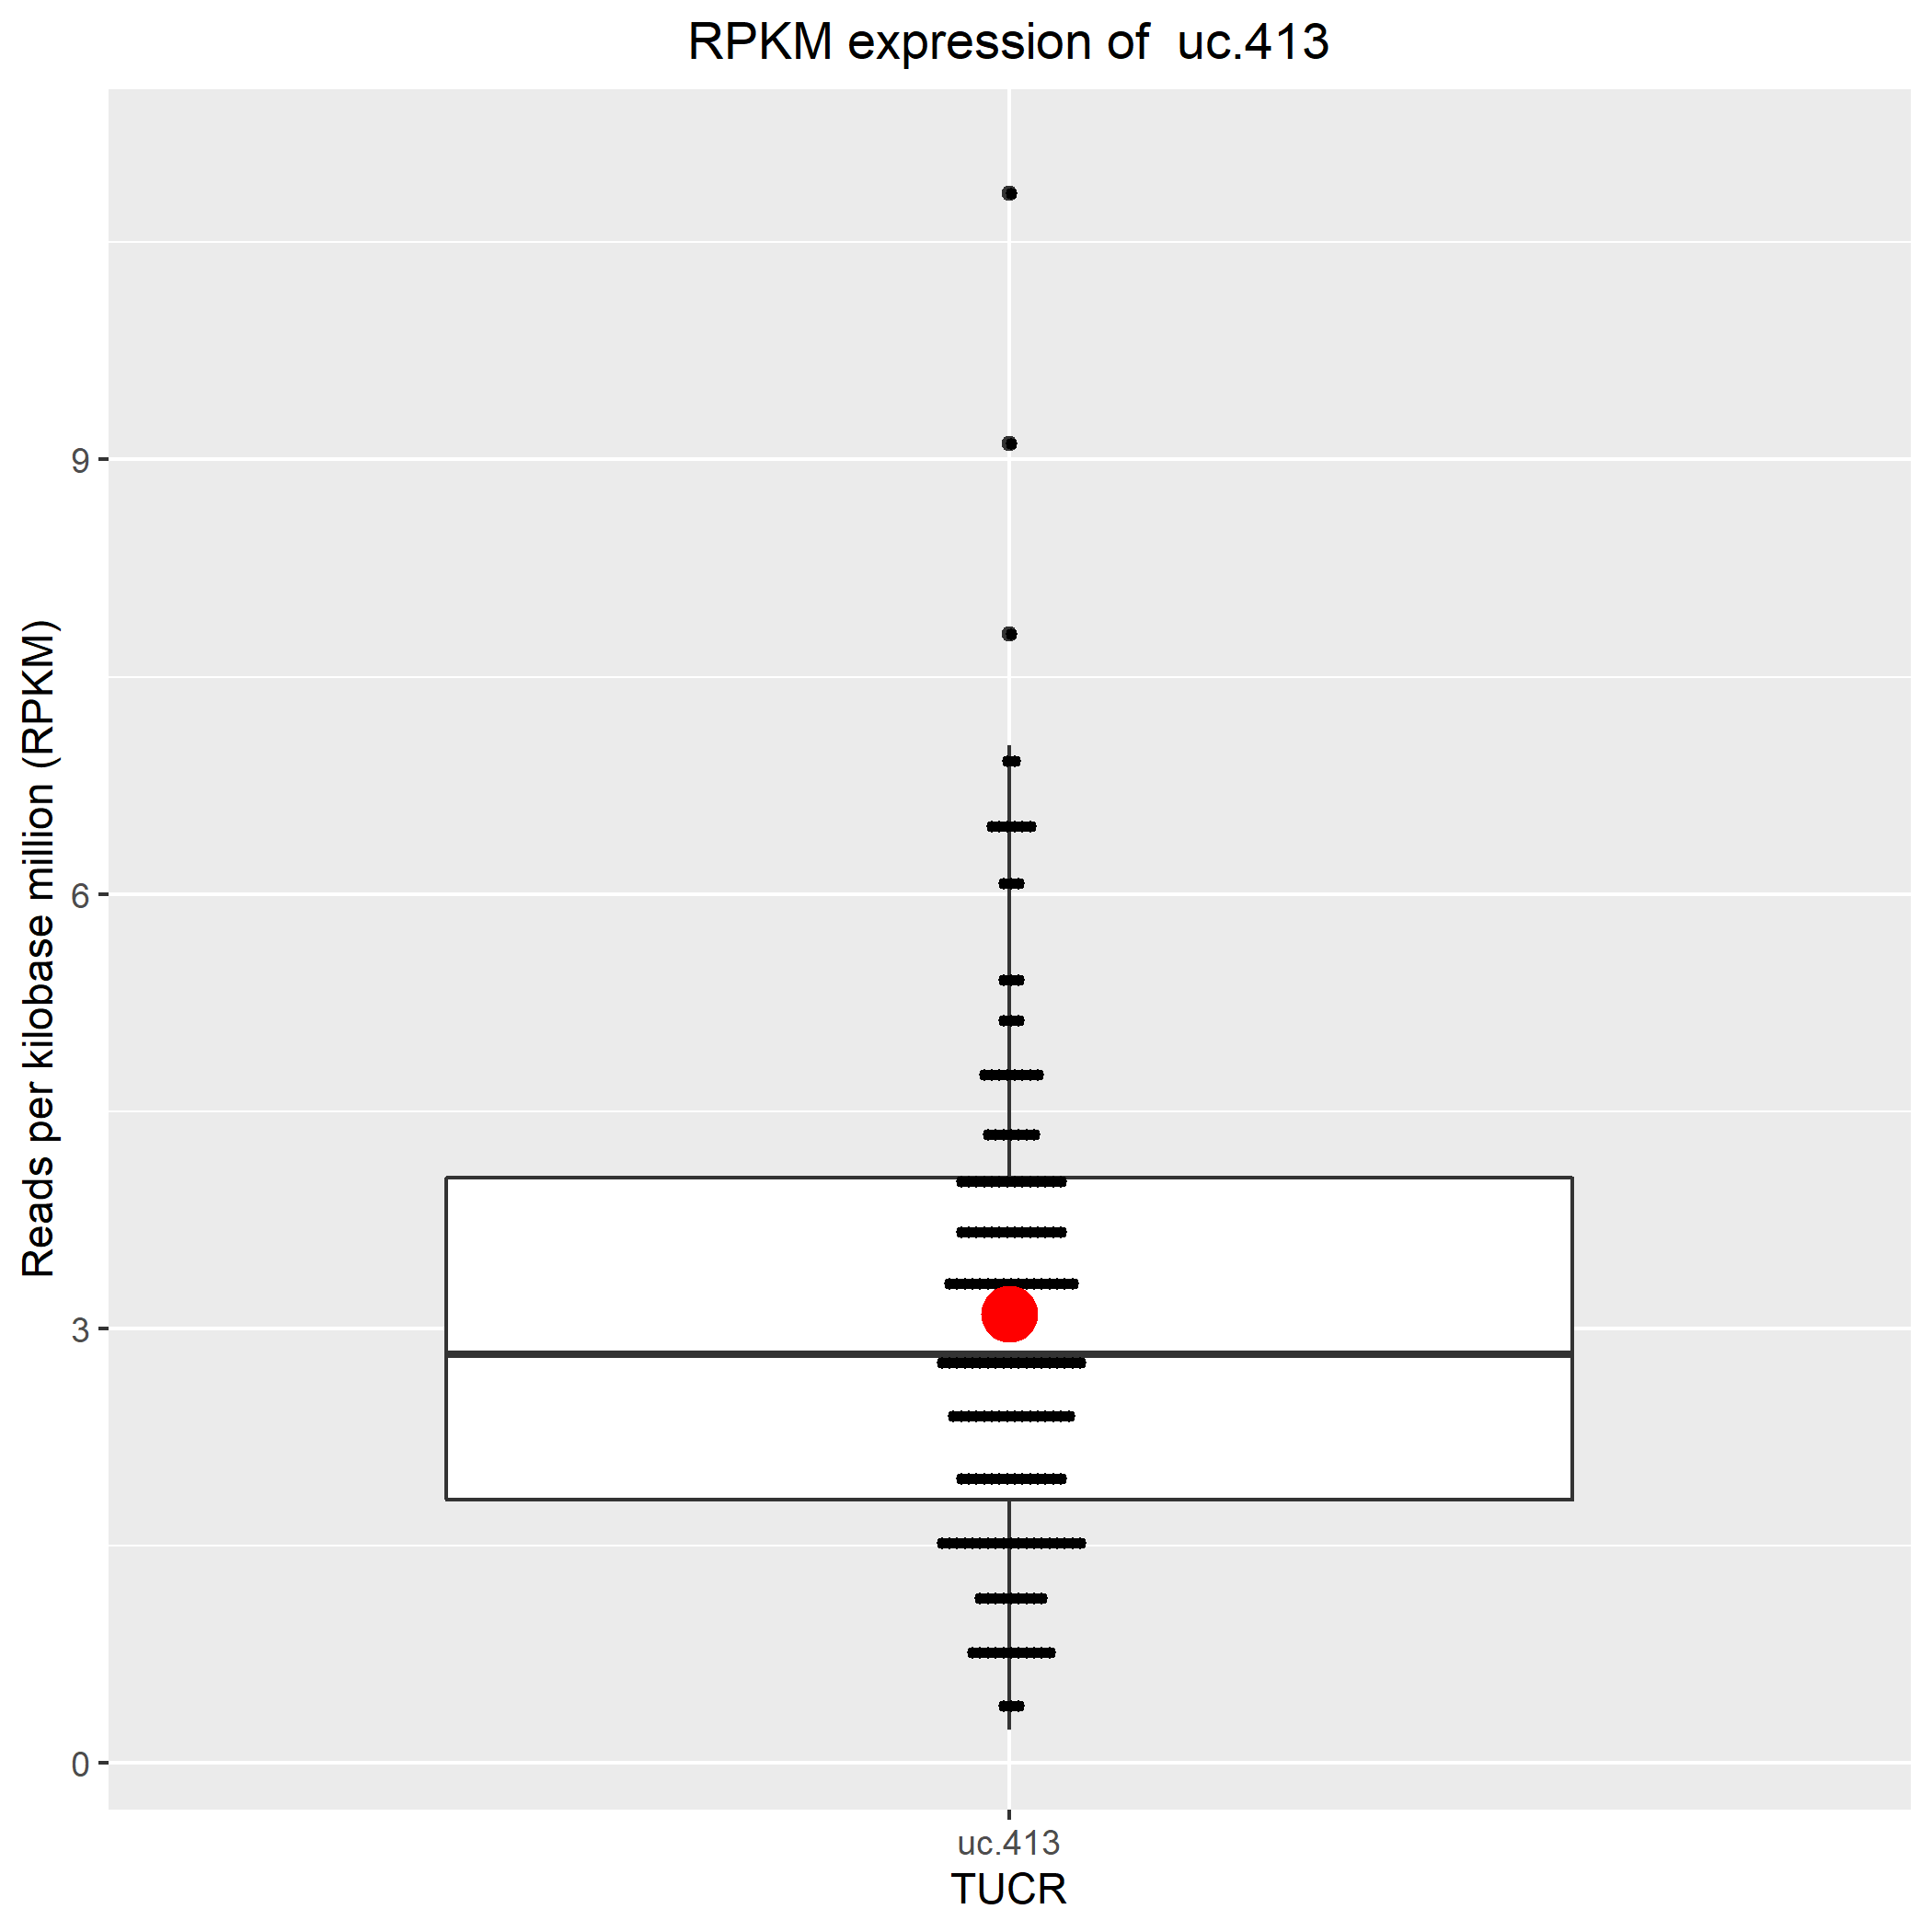 RPKM expression of  uc.413
Reads per kilobase million (RPKM)
9
6
3
0
uc.413
TUCR